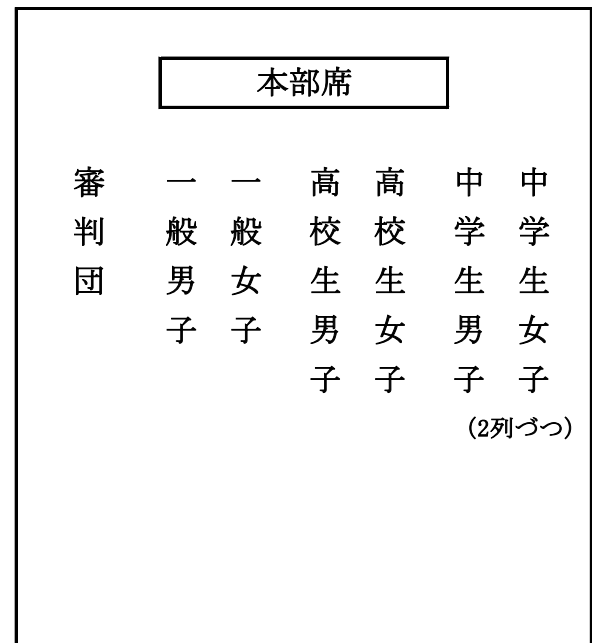 本部席
審判団
一般男子
一般女子
高校生男子
高校生女子
中学生男子
中学生女子
(2列づつ)